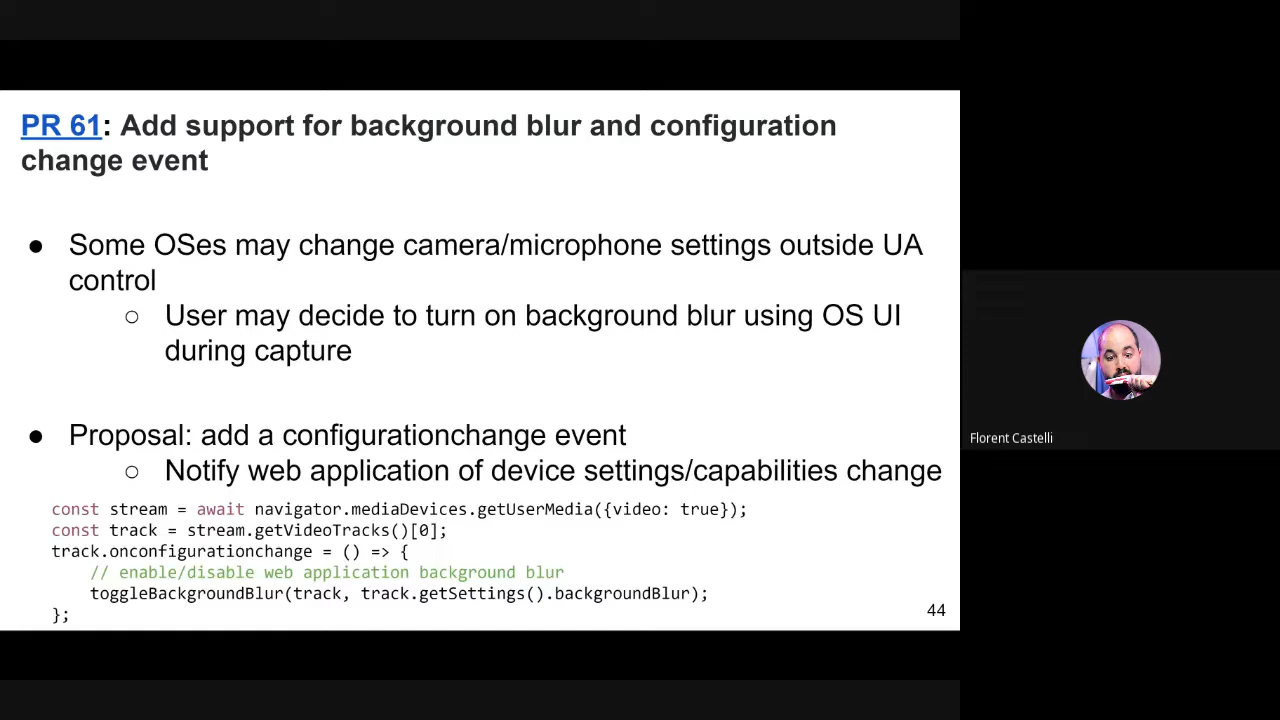 PR 61: Add support for background blur and configuration
change event
● Some OSes may change camera/microphone settings outside UA
control
○ User may decide to turn on background blur using OS UI
during capture
● Proposal: add a configurationchange event
○ Notify web application of device settings/capabilities change
const stream = await navigator.mediaDevices.getUserMedia({video: true});
const track = stream.getVideoTracks()[0];
track.onconfigurationchange = () => {
    // enable/disable web application background blur
    toggleBackgroundBlur(track, track.getSettings().backgroundBlur);
};
44
Florent Castelli